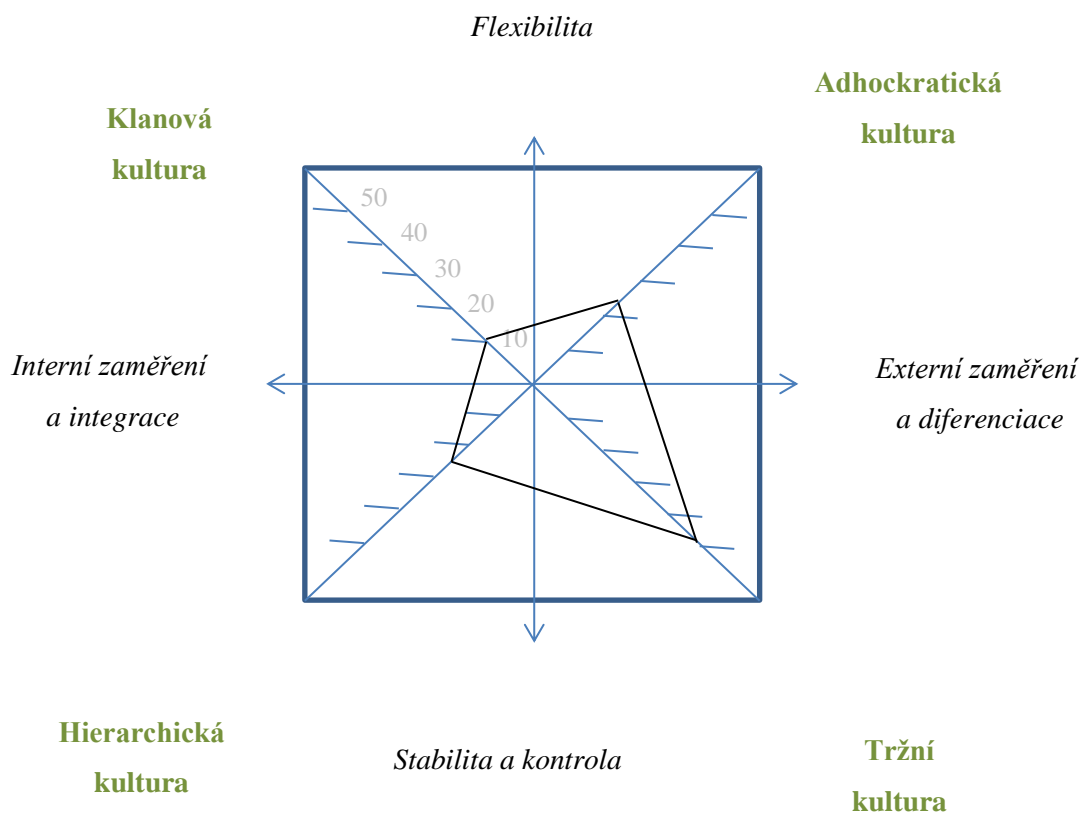 Flexibilita
Klanová
kultura
Adhockratická
kultura
50
40
30
20
10
Interní zaměření
a integrace
Externí zaměření
a diferenciace
Hierarchická
kultura
Stabilita a kontrola
Tržní
kultura